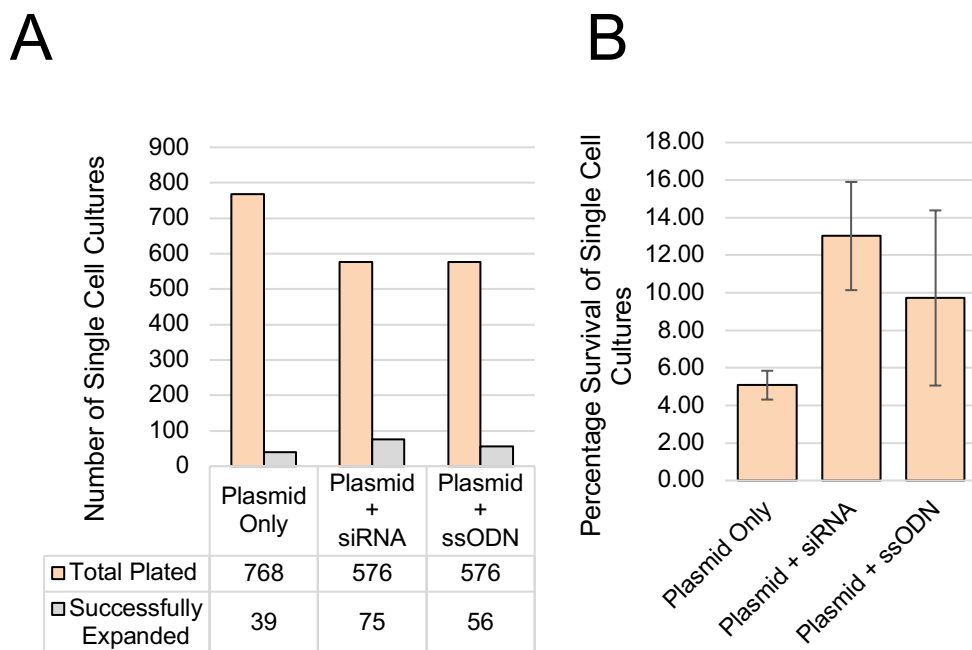 A
B
Number of Single Cell Cultures
900
800
700
600
500
400
300
200
100
0
Plasmid
Only
Plasmid
+
siRNA
Plasmid
+
ssODN
Total Plated 768 576 576
Successfully
Expanded
39 75 56
Percentage Survival of Single Cell
Cultures
18.00
16.00
14.00
12.00
10.00
8.00
6.00
4.00
2.00
0.00
Plasmid Only
Plasmid + siRNA
Plasmid + ssODN